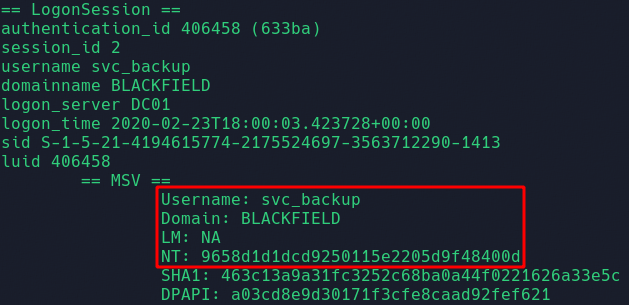 == LogonSession ==
authentication_id 406458 (633ba)
session_id 2
username svc_backup
domainname BLACKFIELD
logon_server DC01
logon_time 2020-02-23T18:00:03.423728+00:00
sid S-1-5-21-4194615774-2175524697-3563712290-1413
luid 406458
== MSV ==
Username: svc_backup
Domain: BLACKFIELD
LM: NA
NT: 9658d1d1dcd9250115e2205d9f48400d
SHA1: 463c13a9a31fc3252c68ba0a44f0221626a33e5c
DPAPI: a03cd8e9d30171f3cfe8caad92fef621